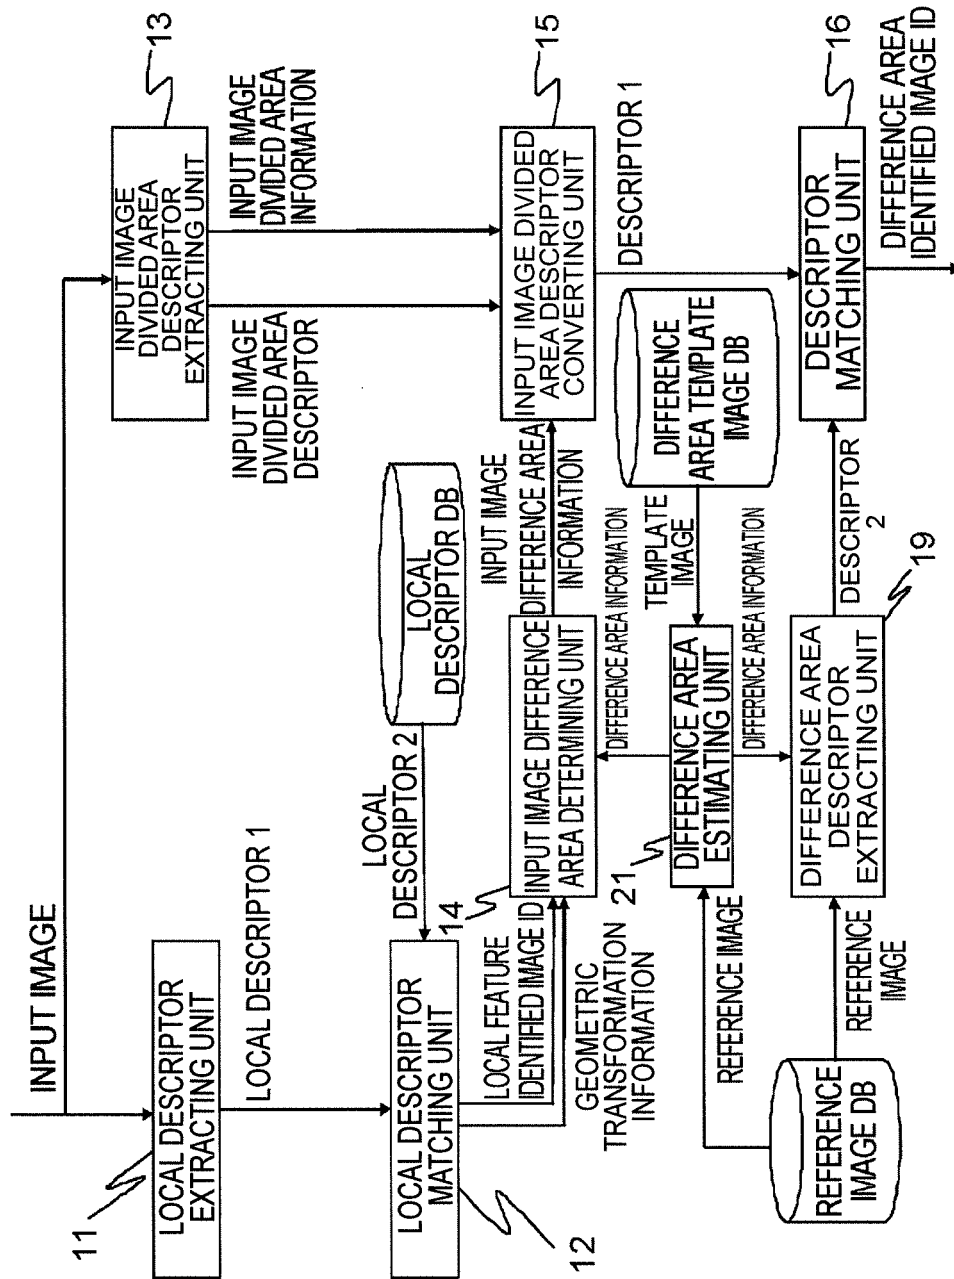 INPUT IMAGE
11
LOCAL DESCRIPTOR
EXTRACTING UNIT
LOCAL DESCRIPTOR 1
12
LOCAL DESCRIPTOR
MATCHING UNIT
LOCAL
DESCRIPTOR 2
LOCAL
DESCRIPTOR DB
13
INPUT IMAGE
DIVIDED AREA
DESCRIPTOR
EXTRACTING UNIT
INPUT IMAGE
DIVIDED AREA
DESCRIPTOR
INPUT IMAGE
DIVIDED AREA
INFORMATION
LOCAL FEATURE
IDENTIFIED IMAGE ID
GEOMETRIC
TRANSFORMATION
INFORMATION
14
INPUT IMAGE DIFFERENCE
AREA DETERMINING UNIT
INPUT IMAGE
DIFFERENCE AREA
INFORMATION
15
INPUT IMAGE DIVIDED
AREA DESCRIPTOR
CONVERTING UNIT
DESCRIPTOR 1
DIFFERENCE AREA INFORMATION
21
DIFFERENCE AREA
ESTIMATING UNIT
TEMPLATE
IMAGE
DIFFERENCE
AREA TEMPLATE
IMAGE DB
DIFFERENCE AREA INFORMATION
REFERENCE IMAGE
REFERENCE
IMAGE DB
REFERENCE
IMAGE
DIFFERENCE AREA
DESCRIPTOR
EXTRACTING UNIT
19
DESCRIPTOR
2
16
DESCRIPTOR
MATCHING UNIT
DIFFERENCE AREA
IDENTIFIED IMAGE ID